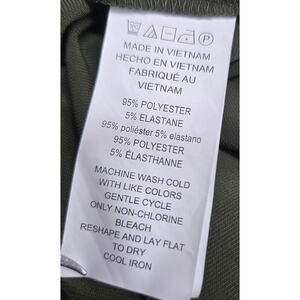 MADE IN VIETNAM
HECHO EN VIETNAM
FABRIQUÉ AU
VIETNAM
95% POLYESTER
5% ELASTANE
95% poliéster 5% elastano
95% POLYESTER
5% ÉLASTHANNE
MACHINE WASH COLD
WITH LIKE COLORS
GENTLE CYCLE
ONLY NON-CHLORINE
BLEACH
RESHAPE AND LAY FLAT
TO DRY
COOL IRON